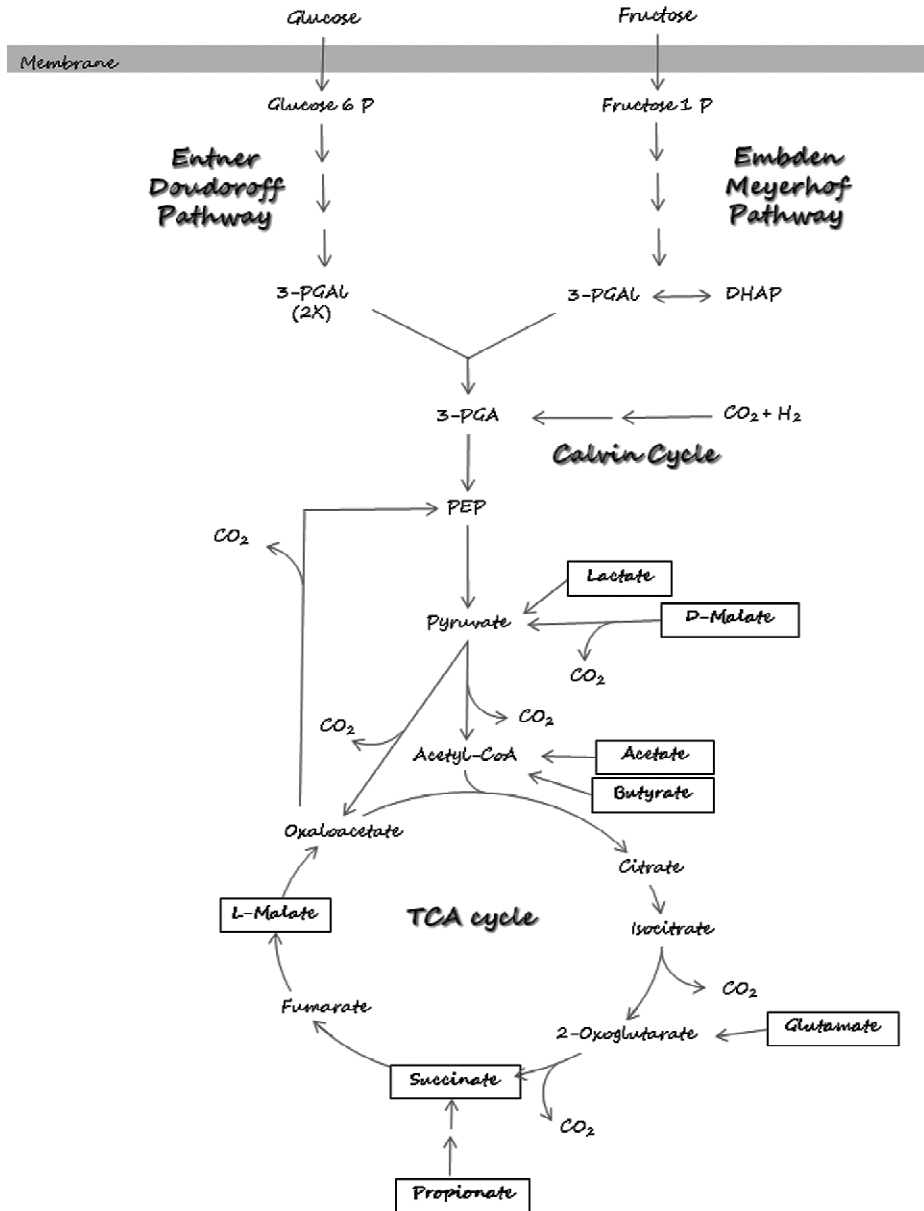 Glucose
Fructose
Membrane
Glucose 6 P
Fructose 1 P
Entner
Doudoroff
Pathway
Embden
Meyerhof
Pathway
3-PGAl
(2X)
3-PGAl
DHAP
3-PGA
CO₂ + H₂
Calvin Cycle
PEP
CO₂
Lactate
Pyruvate
D-Malate
CO₂
CO₂
CO₂
Acetyl-CoA
Acetate
Butyrate
Oxaloacetate
Citrate
L-Malate
TCA cycle
Isocitrate
CO₂
Fumarate
2-Oxoglutarate
Glutamate
Succinate
CO₂
Propionate